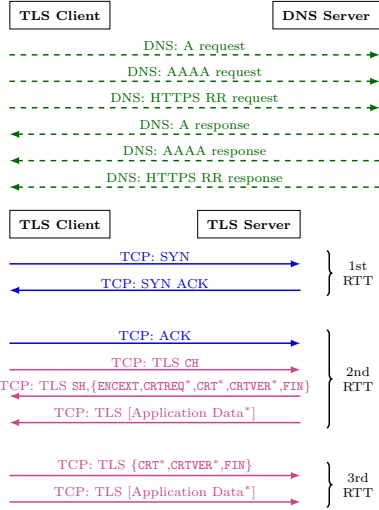 TLS Client DNS Server
DNS: A request
DNS: AAAA request
DNS: HTTPS RR request
DNS: A response
DNS: AAAA response
DNS: HTTPS RR response
TLS Client TLS Server
TCP: SYN
1st
TCP: SYN ACK
RTT
TCP: ACK
TCP: TLS CH
2nd
TCP: TLS SH,{ENCEXT,CRTREQ*,CRT*,CRTVER*,FIN}
RTT
TCP: TLS [Application Data*]
TCP: TLS {CRT*,CRTVER*,FIN}
3rd
TCP: TLS [Application Data*]
RTT